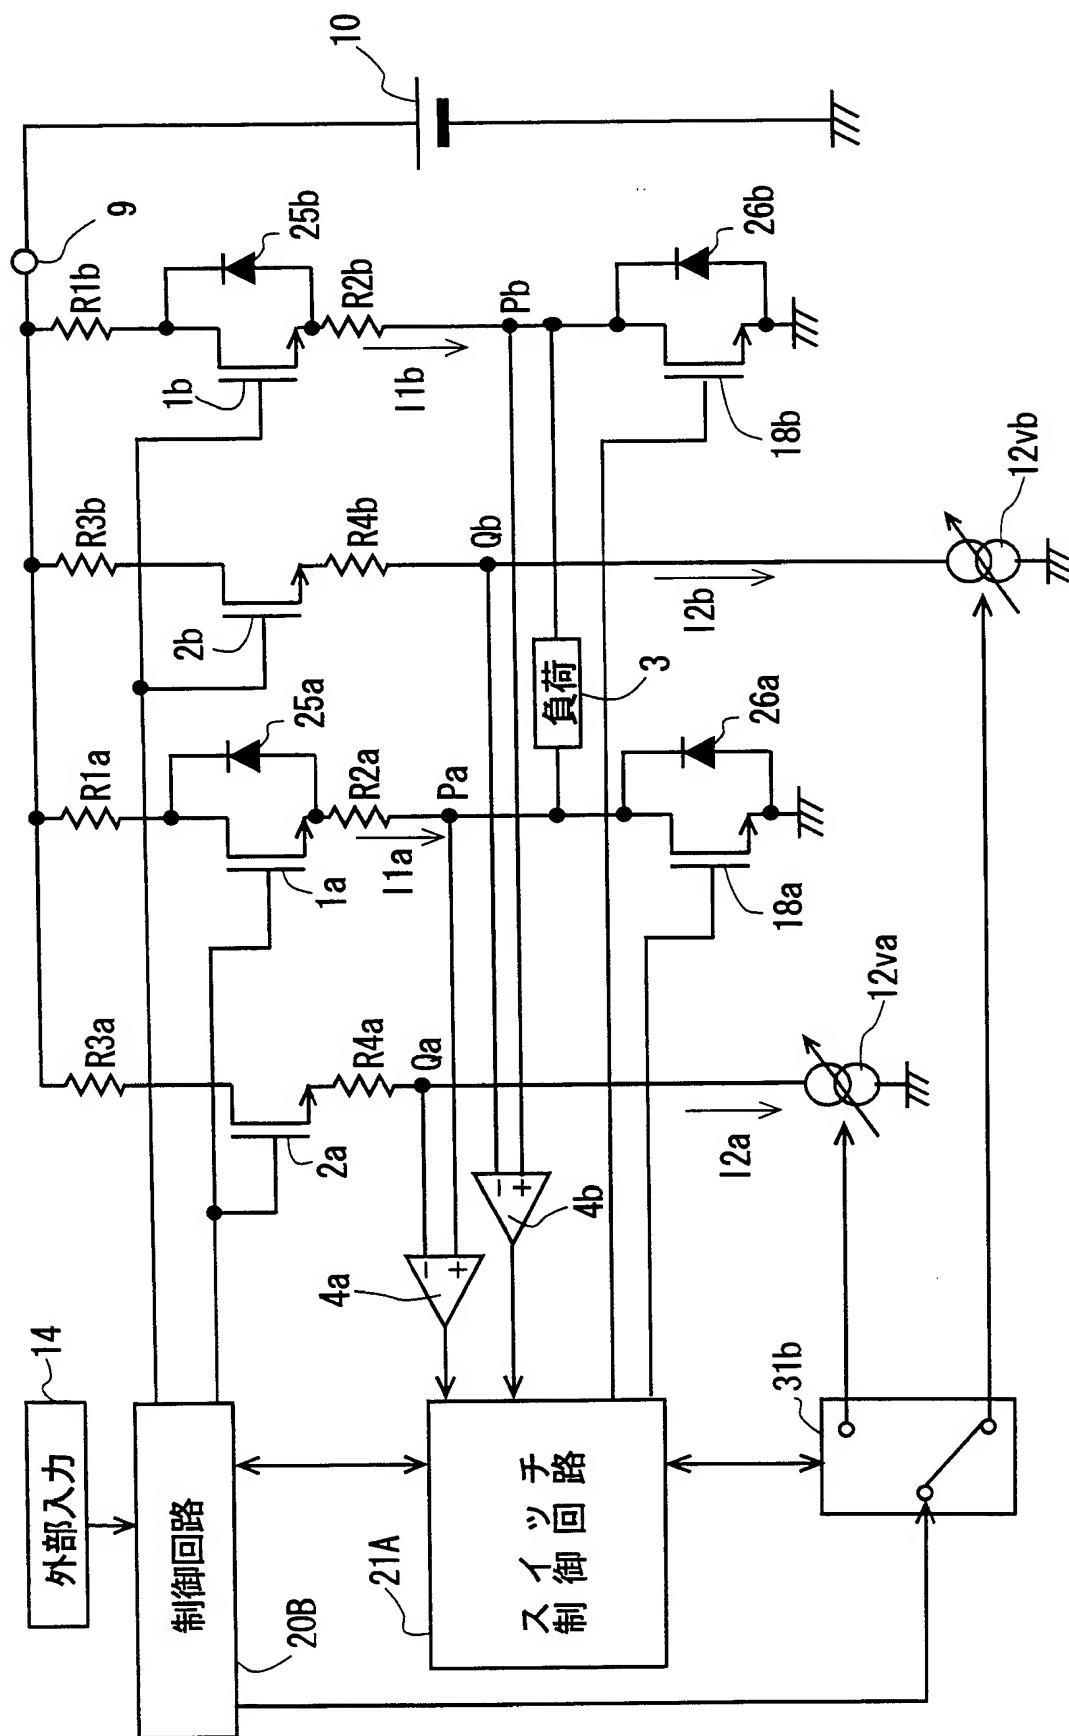 外部入力
14
制御回路
20B
スイッチ
制御回路
21A
31b
4a
4b
R3a
R1a
R3b
R1b
9
10
2a
1a
25a
2b
1b
25b
R4a
R2a
R4b
R2b
I1a
I1b
Qa
Pa
Qb
Pb
負荷
3
−
+
−
+
I2a
I2b
18a
26a
18b
26b
12va
12vb